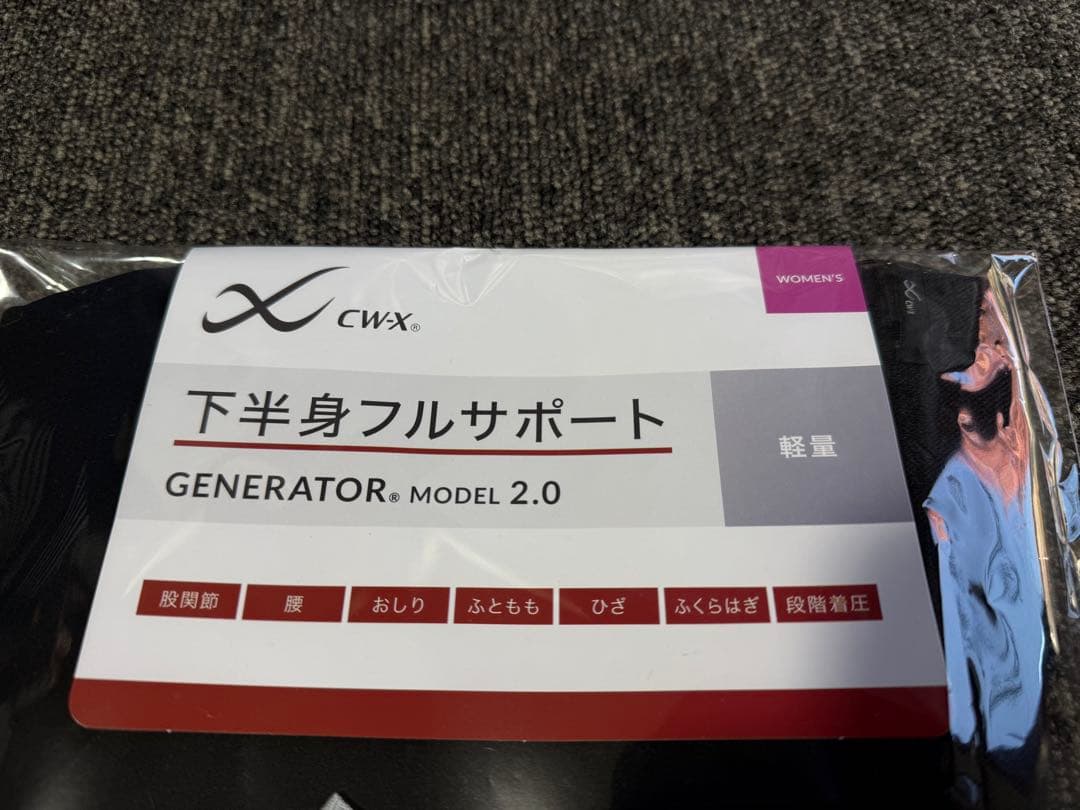 CW-X®
WOMEN'S
下半身フルサポート
GENERATOR® MODEL 2.0
軽量
股関節 腰 おしり ふともも ひざ ふくらはぎ 段階着圧
CW-X